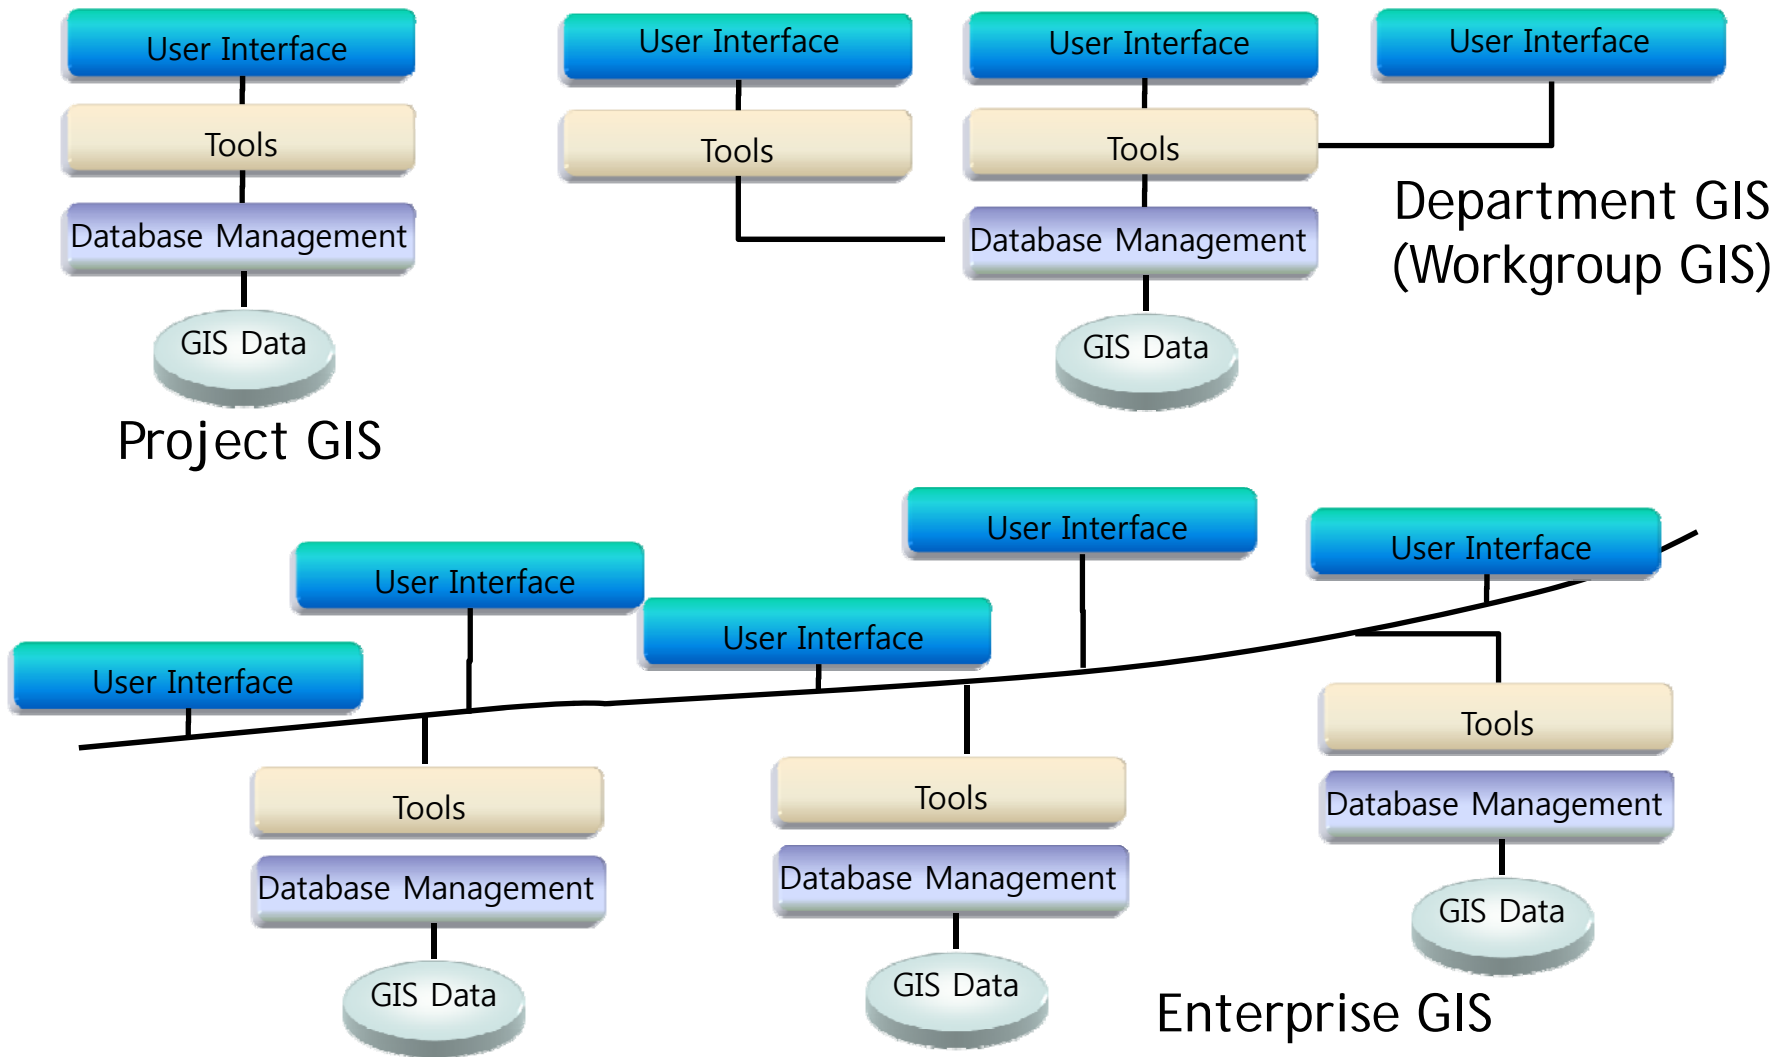 User Interface
Tools
Database Management
GIS Data
Project GIS
User Interface
Tools
User Interface
Tools
Database Management
GIS Data
User Interface
Department GIS
(Workgroup GIS)
User Interface
User Interface
User Interface
User Interface
User Interface
Tools
Database Management
GIS Data
Tools
Database Management
GIS Data
Tools
Database Management
GIS Data
Enterprise GIS